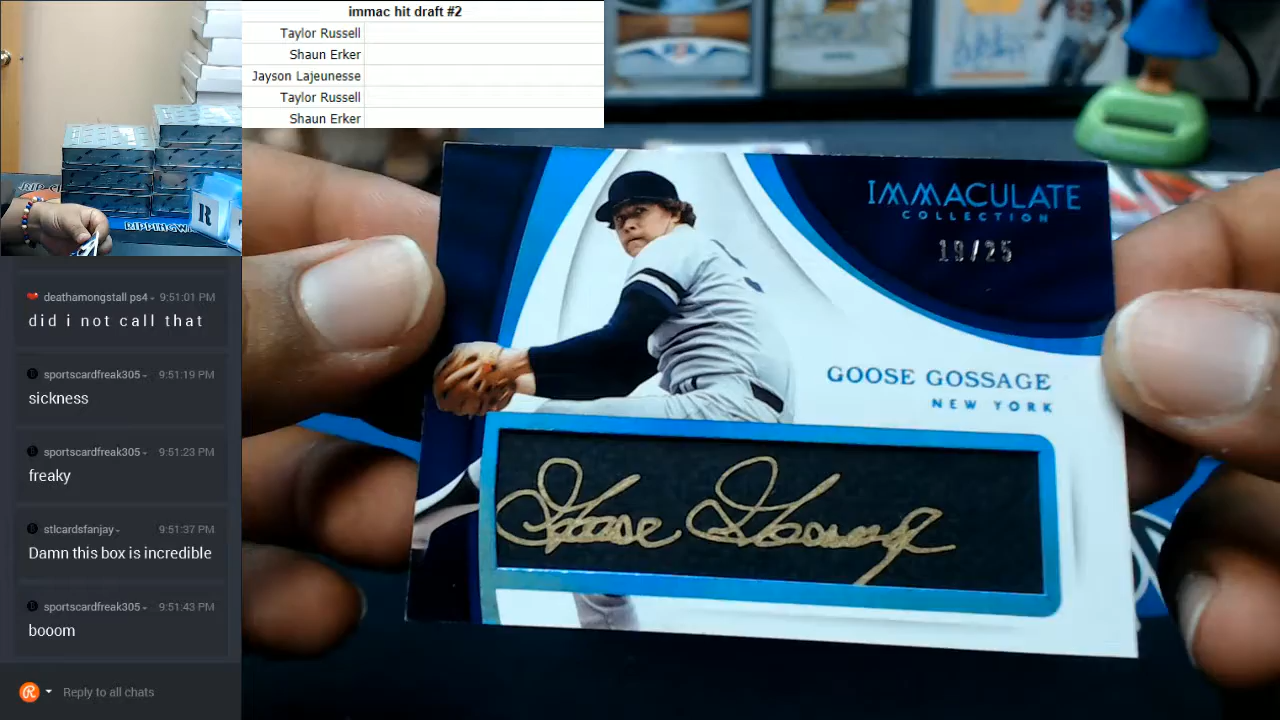 immac hit draft #2
Taylor Russell
Shaun Erker
Jayson Lajeunesse
Taylor Russell
Shaun Erker
IMMACULATE
COLLECTION
19/25
GOOSE GOSSAGE
NEW YORK
Goose Gossage
RIPPINGW
R
deathamongstall ps4 9:51:01 PM
did i not call that
sportscardfreak305 9:51:19 PM
sickness
sportscardfreak305 9:51:23 PM
freaky
stlcardsfanjay 9:51:37 PM
Damn this box is incredible
sportscardfreak305 9:51:43 PM
booom
Reply to all chats